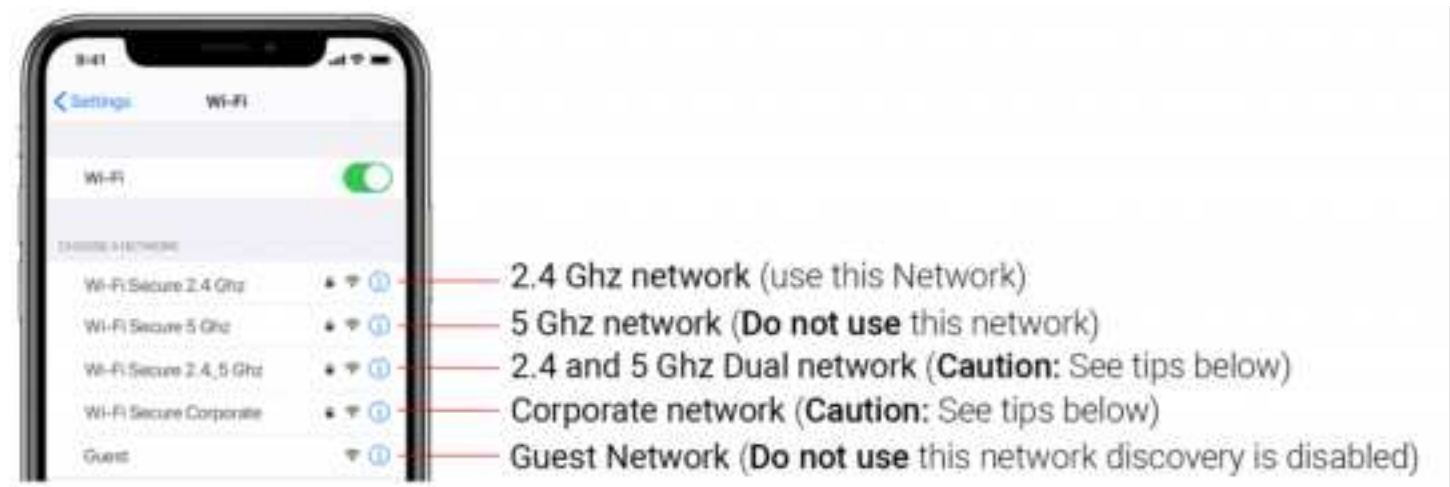 9:41
Settings Wi-Fi
Wi-Fi
CHOOSE A NETWORK
Wi-Fi Secure 2.4 Ghz
2.4 Ghz network (use this Network)
Wi-Fi Secure 5 Ghz
5 Ghz network (Do not use this network)
Wi-Fi Secure 2.4_5 Ghz
2.4 and 5 Ghz Dual network (Caution: See tips below)
Wi-Fi Secure Corporate
Corporate network (Caution: See tips below)
Guest
Guest Network (Do not use this network discovery is disabled)